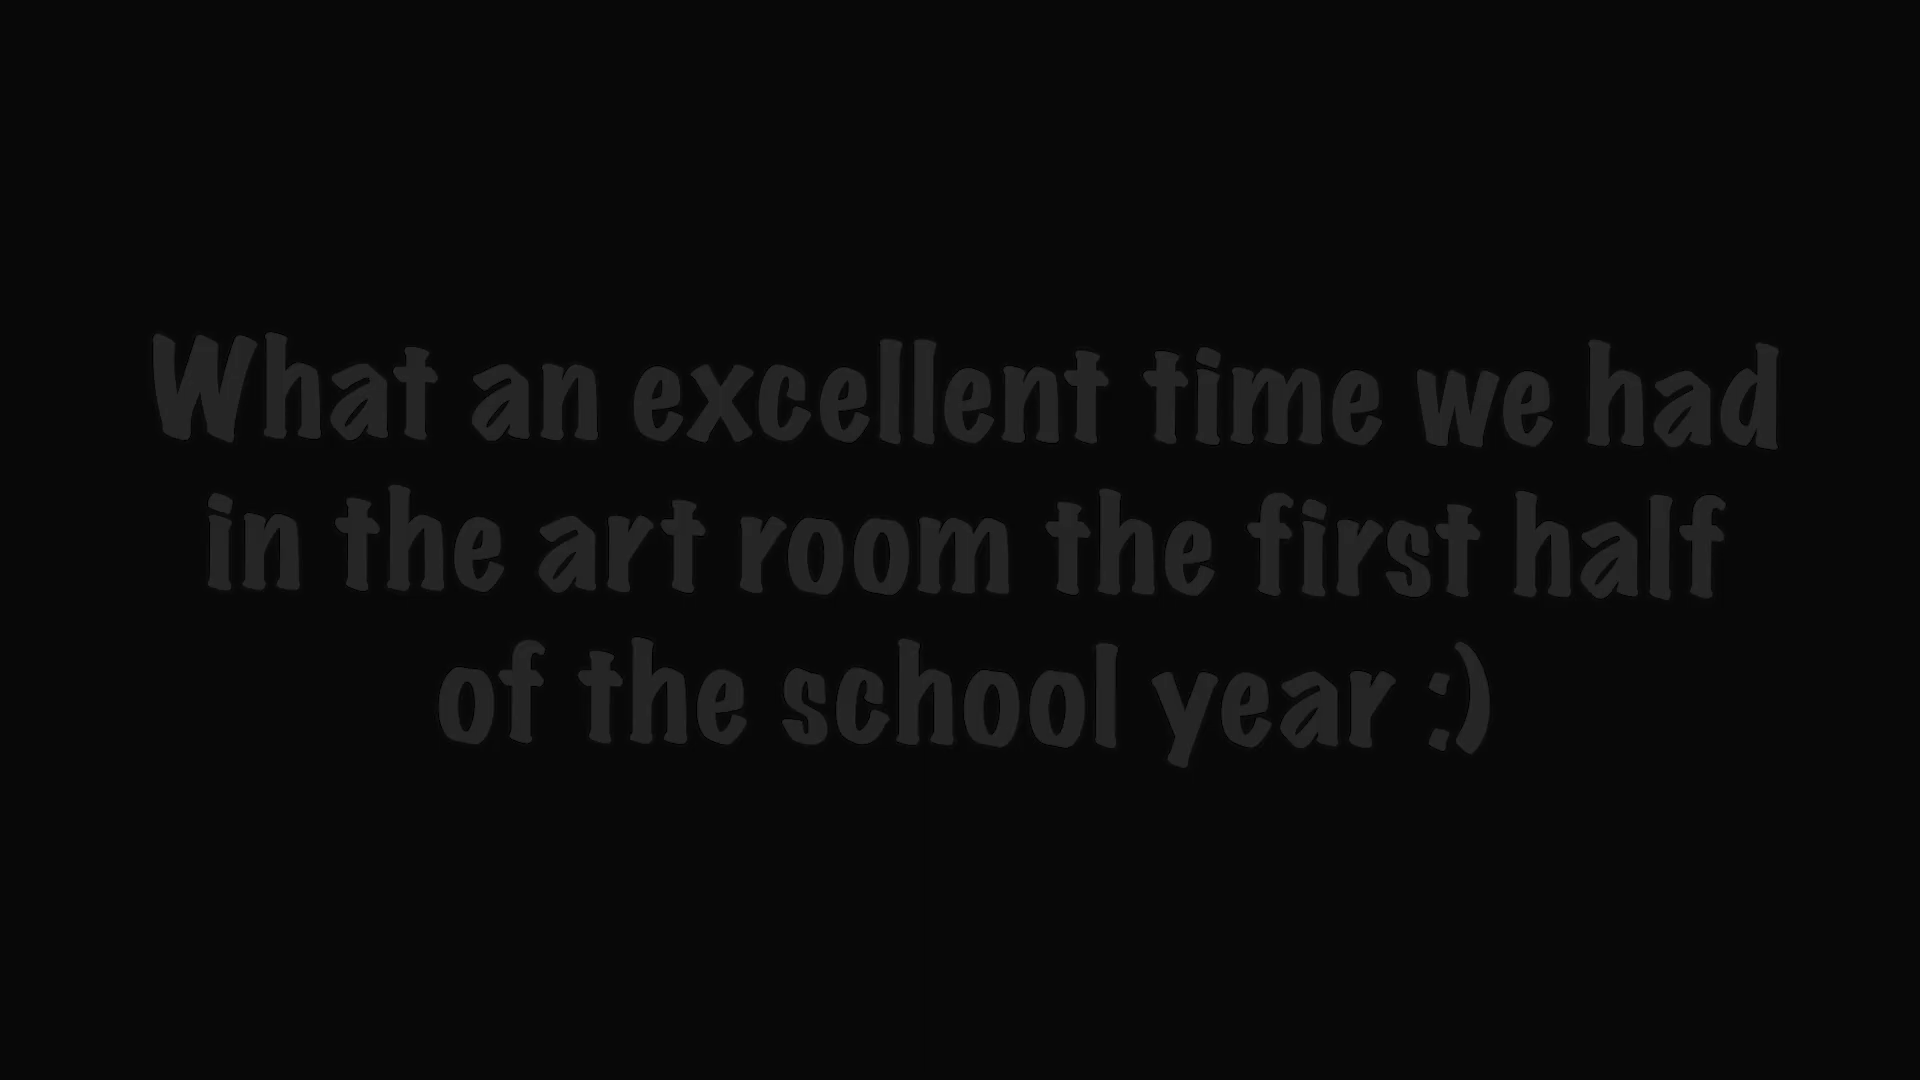 What an excellent time we had
in the art room the first half
of the school year :)